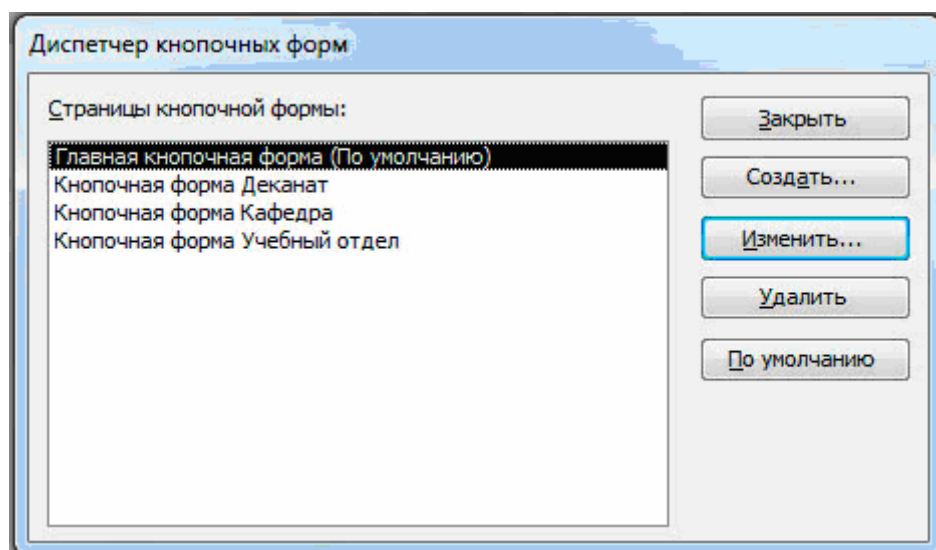 Диспетчер кнопочных форм
Страницы кнопочной формы:
Главная кнопочная форма (По умолчанию)
Кнопочная форма Деканат
Кнопочная форма Кафедра
Кнопочная форма Учебный отдел
Закрыть
Создать...
Изменить...
Удалить
По умолчанию